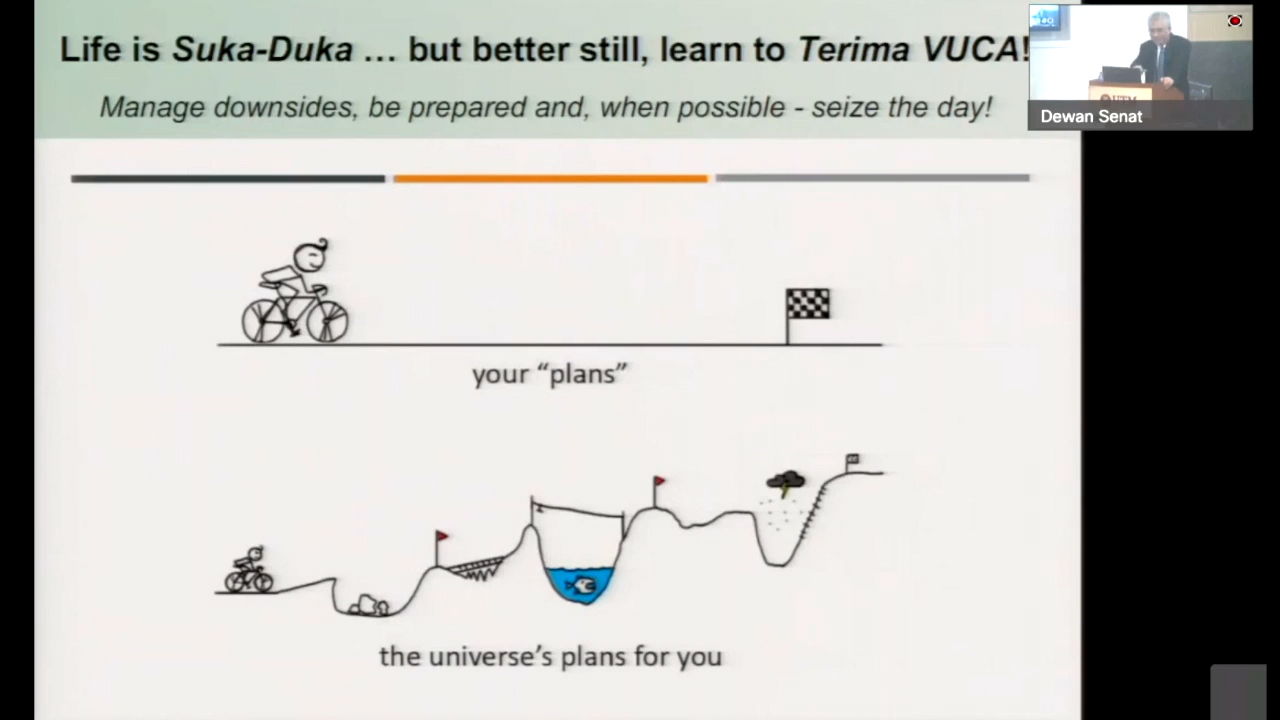 Life is Suka-Duka ... but better still, learn to Terima VUCA!
Manage downsides, be prepared and, when possible - seize the day!
Dewan Senat
UTM
your “plans”
the universe’s plans for you